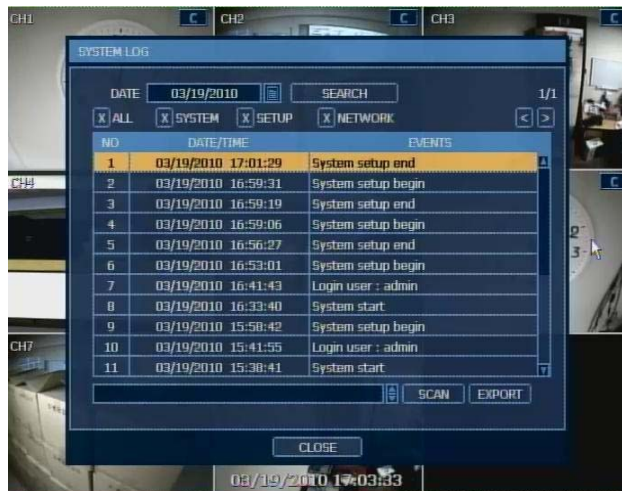 CH1 C CH2 C CH3 C
SYSTEM LOG
DATE 03/19/2010 SEARCH 1/1
X ALL X SYSTEM X SETUP X NETWORK < >
NO DATE/TIME EVENTS
1 03/19/2010 17:01:29 System setup end
2 03/19/2010 16:59:31 System setup begin
3 03/19/2010 16:59:19 System setup end
4 03/19/2010 16:59:06 System setup begin
5 03/19/2010 16:56:27 System setup end
6 03/19/2010 16:53:01 System setup begin
7 03/19/2010 16:41:43 Login user : admin
8 03/19/2010 16:33:40 System start
9 03/19/2010 15:58:42 System setup begin
10 03/19/2010 15:41:55 Login user : admin
11 03/19/2010 15:38:41 System start
CH4 C
2
3
CH7
SCAN EXPORT
CLOSE
03/19/2010 17:03:33